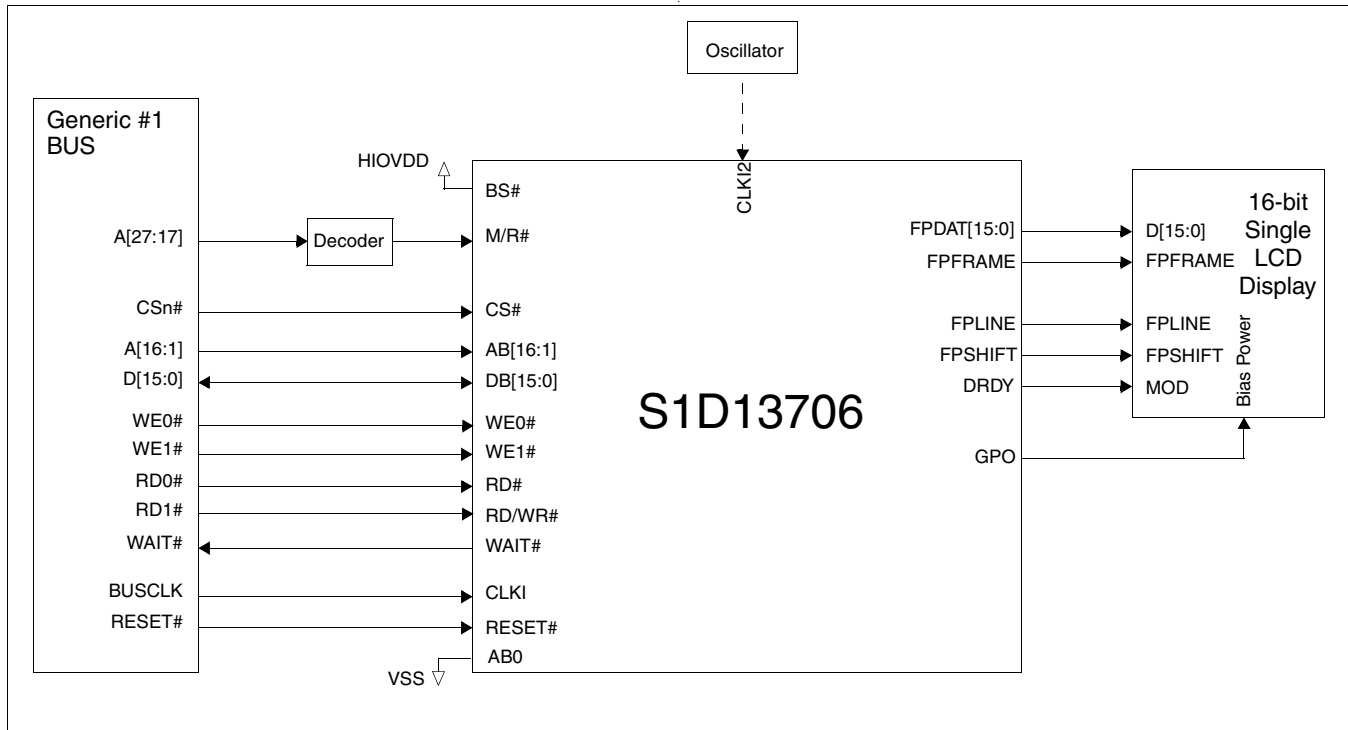 Oscillator
Generic #1
BUS
A[27:17]
CSn#
A[16:1]
D[15:0]
WE0#
WE1#
RD0#
RD1#
WAIT#
BUSCLK
RESET#
Decoder
HIOVDD
VSS
CLKI2
BS#
M/R#
CS#
AB[16:1]
DB[15:0]
WE0#
WE1#
RD#
RD/WR#
WAIT#
CLKI
RESET#
AB0
S1D13706
FPDAT[15:0]
FPFRAME
FPLINE
FPSHIFT
DRDY
GPO
D[15:0]
FPFRAME
FPLINE
FPSHIFT
MOD
16-bit
Single
LCD
Display
Bias Power